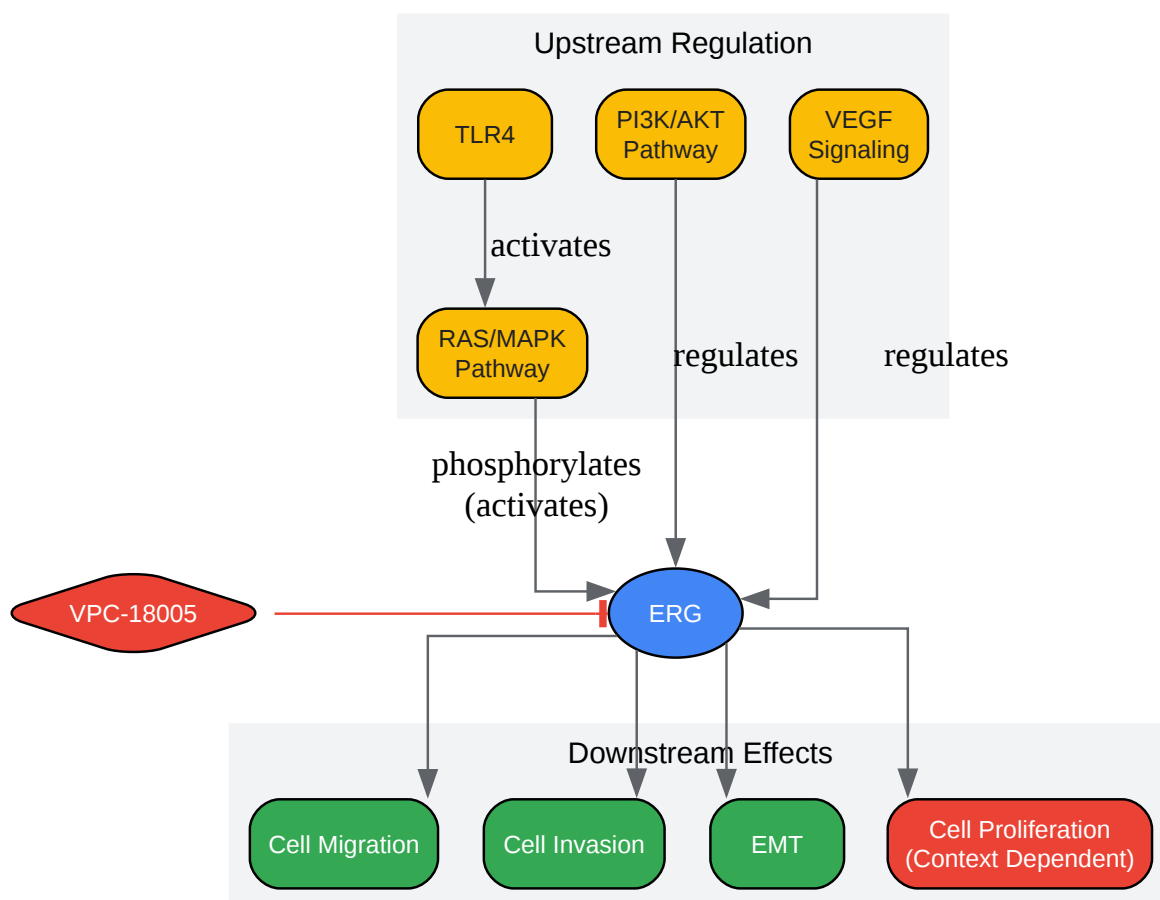 Upstream Regulation
TLR4
PI3K/AKT
Pathway
VEGF
Signaling
activates
RAS/MAPK
Pathway
regulates
regulates
phosphorylates
(activates)
VPC-18005
ERG
Downstream Effects
Cell Migration
Cell Invasion
EMT
Cell Proliferation
(Context Dependent)